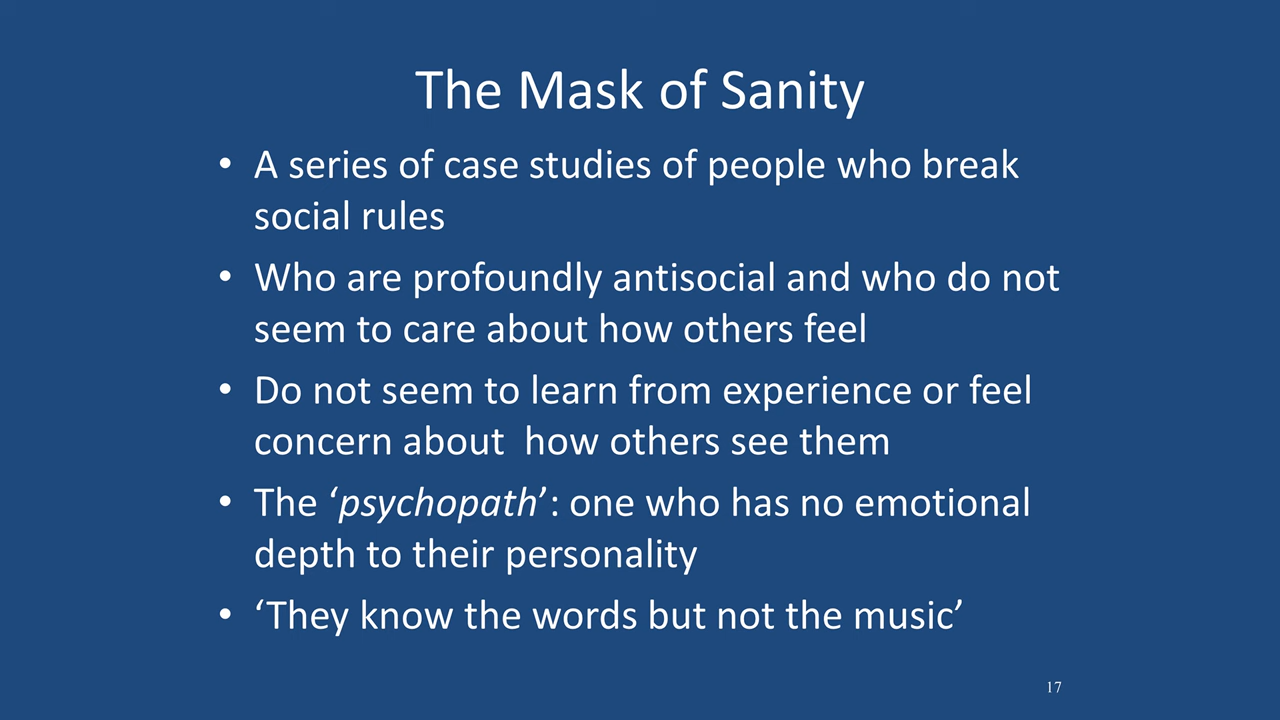 The Mask of Sanity
• A series of case studies of people who break
social rules
• Who are profoundly antisocial and who do not
seem to care about how others feel
• Do not seem to learn from experience or feel
concern about  how others see them
• The ‘psychopath’: one who has no emotional
depth to their personality
• ‘They know the words but not the music’
17